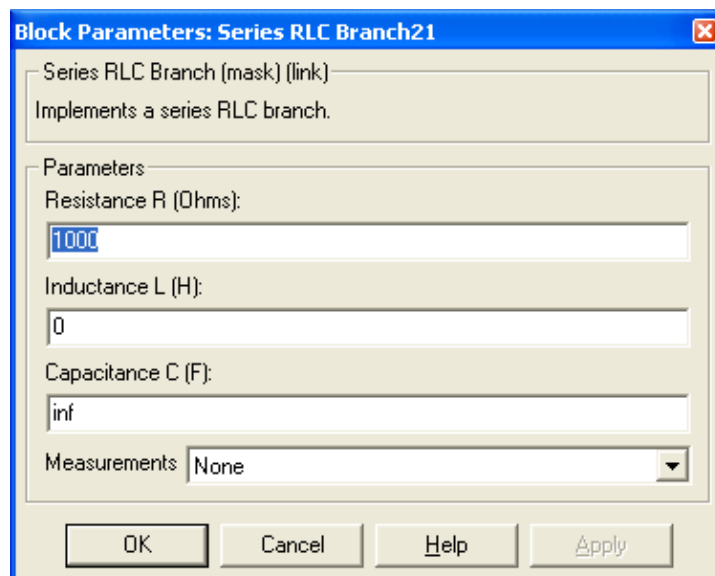 Block Parameters: Series RLC Branch21
Series RLC Branch (mask) (link)
Implements a series RLC branch.
Parameters
Resistance R (Ohms):
1000
Inductance L (H):
0
Capacitance C (F):
inf
Measurements None
OK Cancel Help Apply